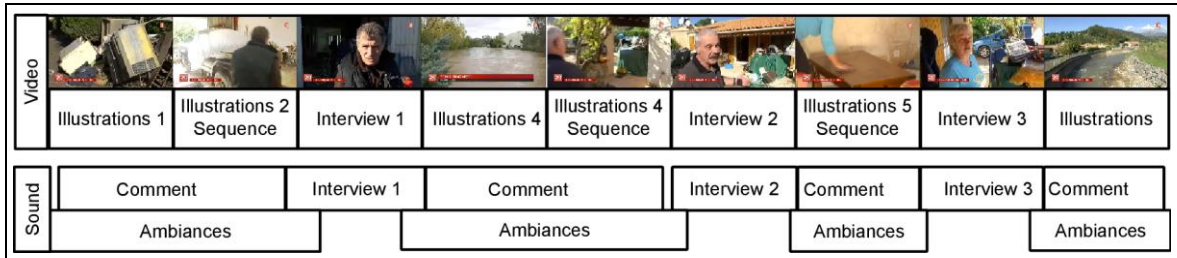 Video
Illustrations 1
Illustrations 2
Sequence
Interview 1
Illustrations 4
Illustrations 4
Sequence
Interview 2
Illustrations 5
Sequence
Interview 3
Illustrations
Sound
Comment
Interview 1
Comment
Interview 2
Comment
Interview 3
Comment
Ambiances
Ambiances
Ambiances
Ambiances